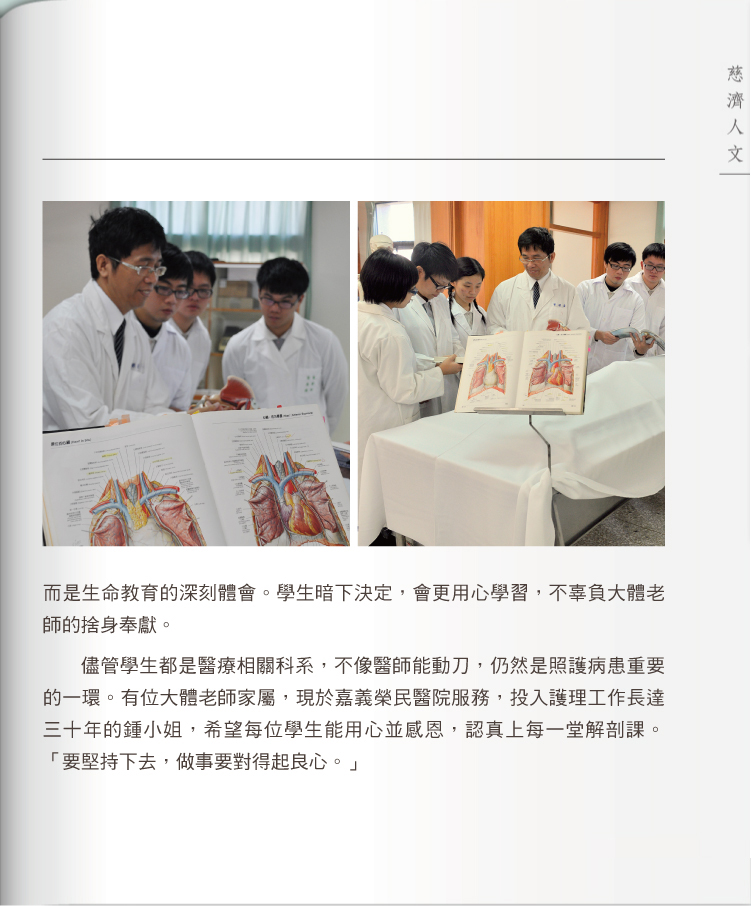 慈濟人文
而是生命教育的深刻體會。學生暗下決定，會更用心學習，不辜負大體老
師的捨身奉獻。
儘管學生都是醫療相關科系，不像醫師能動刀，仍然是照護病患重要
的一環。有位大體老師家屬，現於嘉義榮民醫院服務，投入護理工作長達
三十年的鍾小姐，希望每位學生能用心並感恩，認真上每一堂解剖課。
「要堅持下去，做事要對得起良心。」